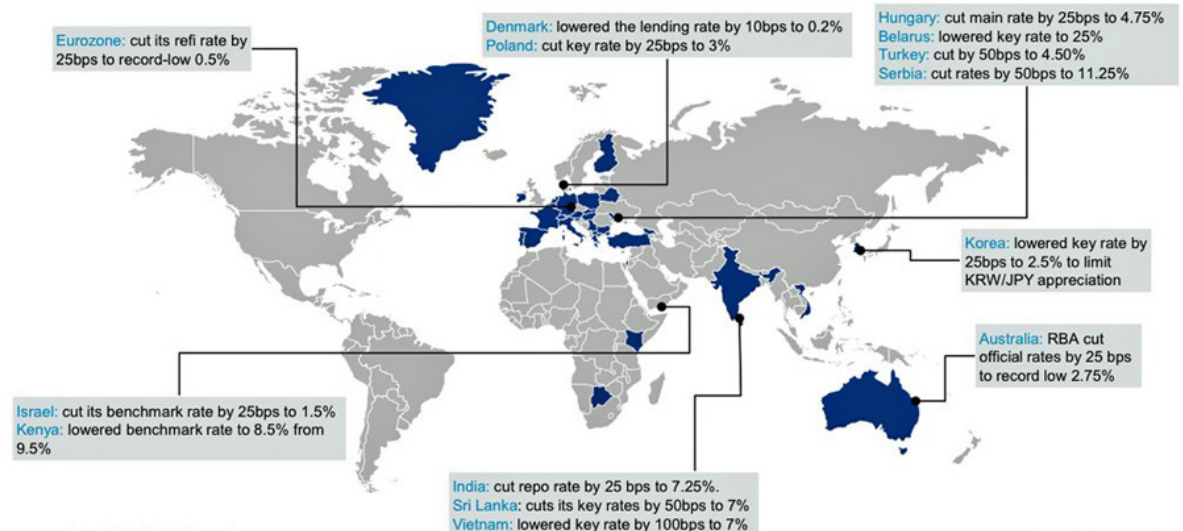 Eurozone: cut its refi rate by
25bps to record-low 0.5%
Denmark: lowered the lending rate by 10bps to 0.2%
Poland: cut key rate by 25bps to 3%
Hungary: cut main rate by 25bps to 4.75%
Belarus: lowered key rate to 25%
Turkey: cut by 50bps to 4.50%
Serbia: cut rates by 50bps to 11.25%
Korea: lowered key rate by
25bps to 2.5% to limit
KRW/JPY appreciation
Australia: RBA cut
official rates by 25 bps
to record low 2.75%
Israel: cut its benchmark rate by 25bps to 1.5%
Kenya: lowered benchmark rate to 8.5% from
9.5%
India: cut repo rate by 25 bps to 7.25%.
Sri Lanka: cuts its key rates by 50bps to 7%
Vietnam: lowered key rate by 100bps to 7%